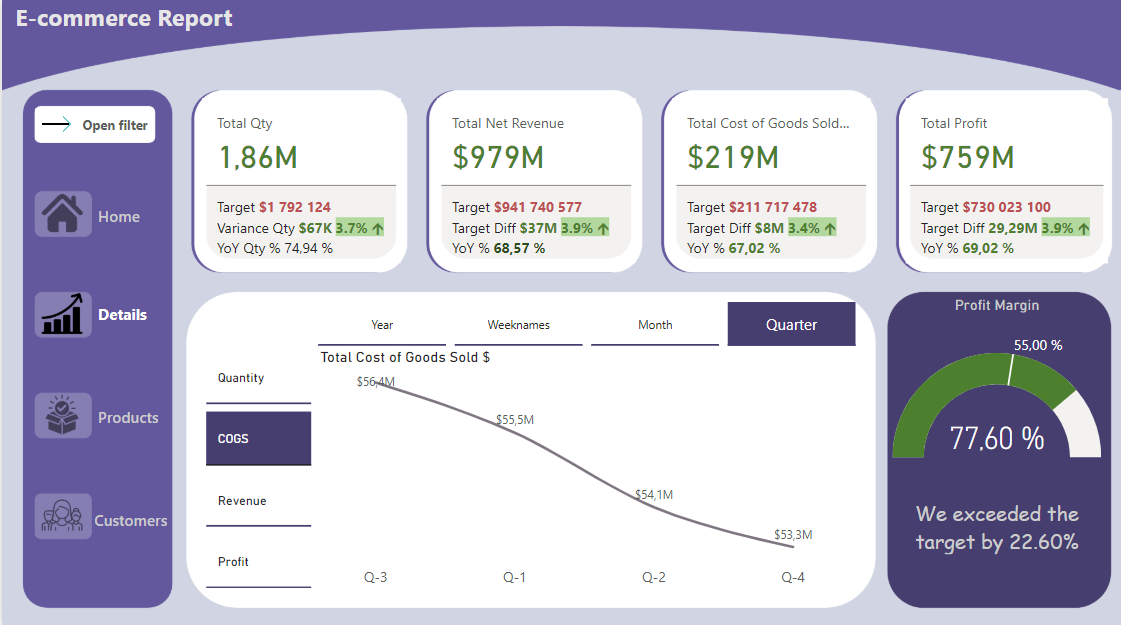 E-commerce Report
Open filter
Home
Details
Products
Customers
Total Qty
1,86M
Target $1 792 124
Variance Qty $67K 3.7% ↑
YoY Qty % 74,94 %
Total Net Revenue
$979M
Target $941 740 577
Target Diff $37M 3.9% ↑
YoY % 68,57 %
Total Cost of Goods Sold...
$219M
Target $211 717 478
Target Diff $8M 3.4% ↑
YoY % 67,02 %
Total Profit
$759M
Target $730 023 100
Target Diff 29,29M 3.9% ↑
YoY % 69,02 %
Year Weeknames Month Quarter
Quantity
COGS
Revenue
Profit
Total Cost of Goods Sold $
$56,4M
$55,5M
$54,1M
$53,3M
Q-3 Q-1 Q-2 Q-4
Profit Margin
55,00 %
77,60 %
We exceeded the
target by 22.60%